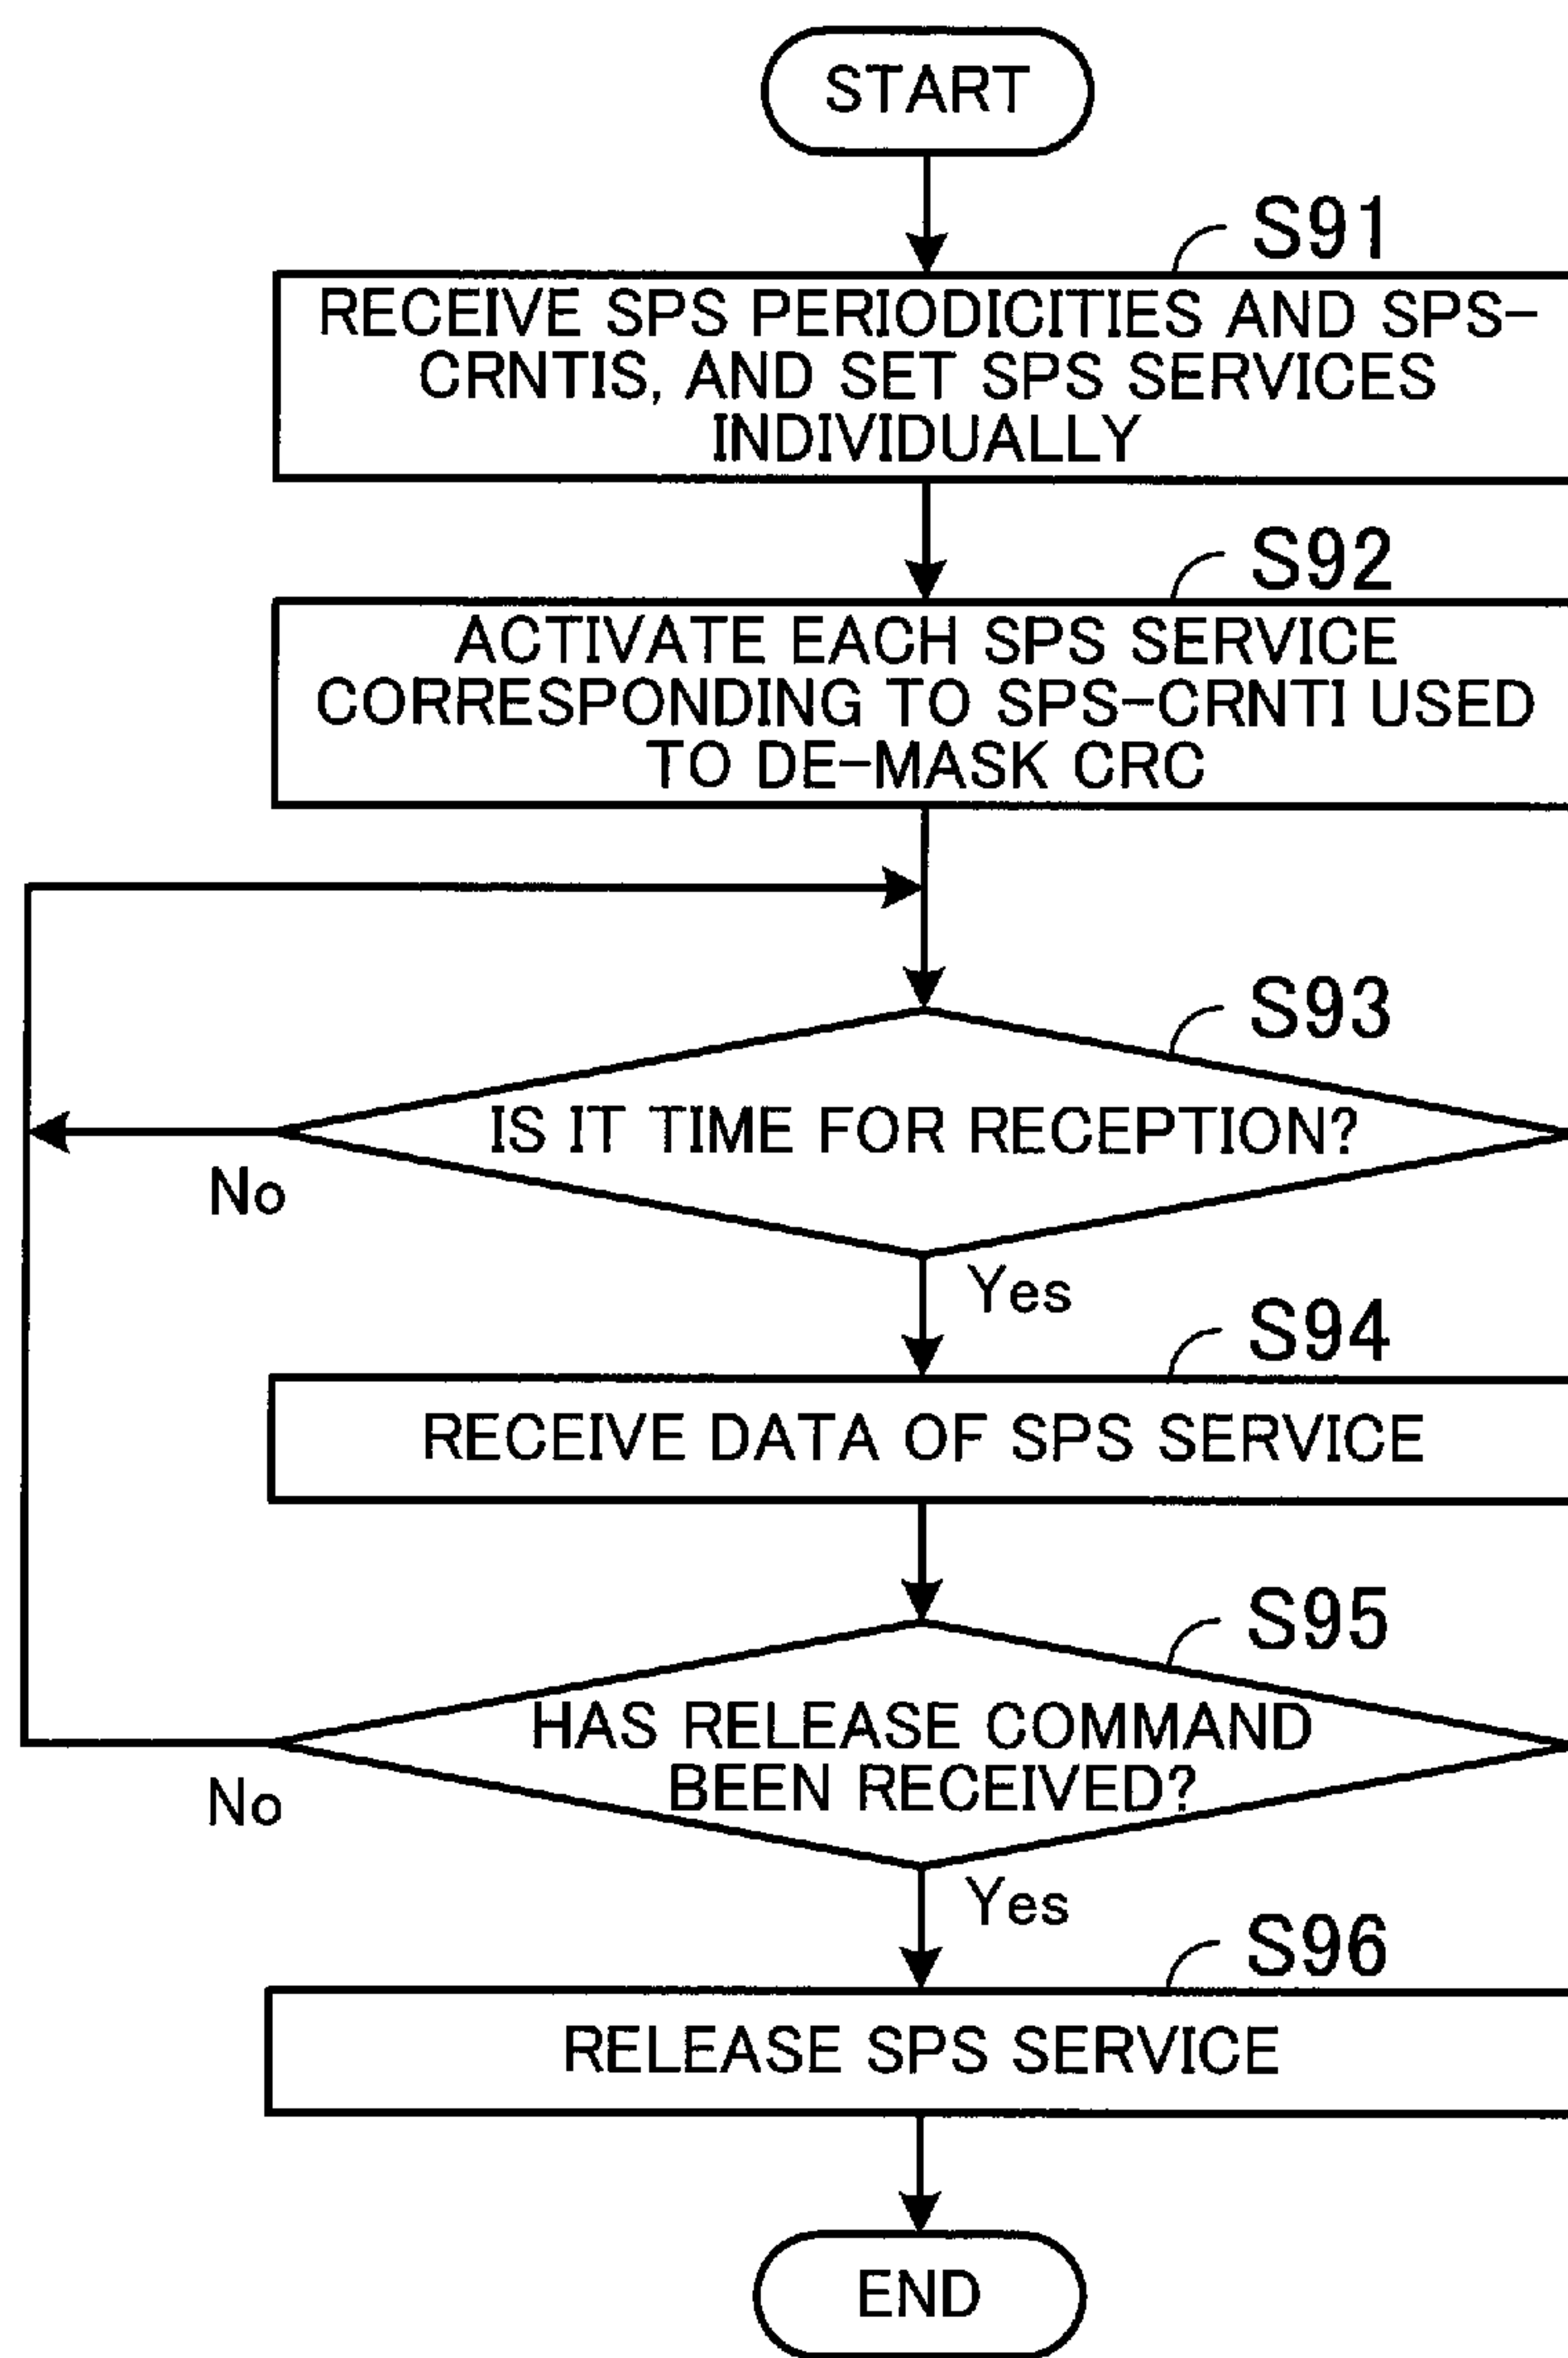 START
S91
RECEIVE SPS PERIODICITIES AND SPS-
CRNTIS, AND SET SPS SERVICES
INDIVIDUALLY
S92
ACTIVATE EACH SPS SERVICE
CORRESPONDING TO SPS-CRNTI USED
TO DE-MASK CRC
S93
IS IT TIME FOR RECEPTION?
No
Yes
S94
RECEIVE DATA OF SPS SERVICE
S95
HAS RELEASE COMMAND
BEEN RECEIVED?
No
Yes
S96
RELEASE SPS SERVICE
END